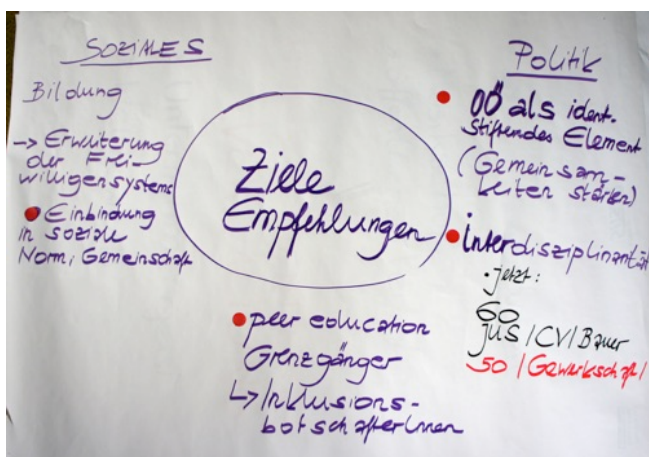 SOZIALES
Bildung
-> Erweiterung
der Frei-
willigensystems
Einbindung
in soziale
Norm, Gemeinschaft
Ziele
Empfehlungen
peer education
Grenzgänger
↳ Inklusions-
botschafterInnen
Politik
OÖ als ident.
stiftendes Element
(Gemeinsam-
keiten stärken)
interdisziplinarität
• jetzt:
60
JUS / CV / Bauer
50 / Gewerkschaft /